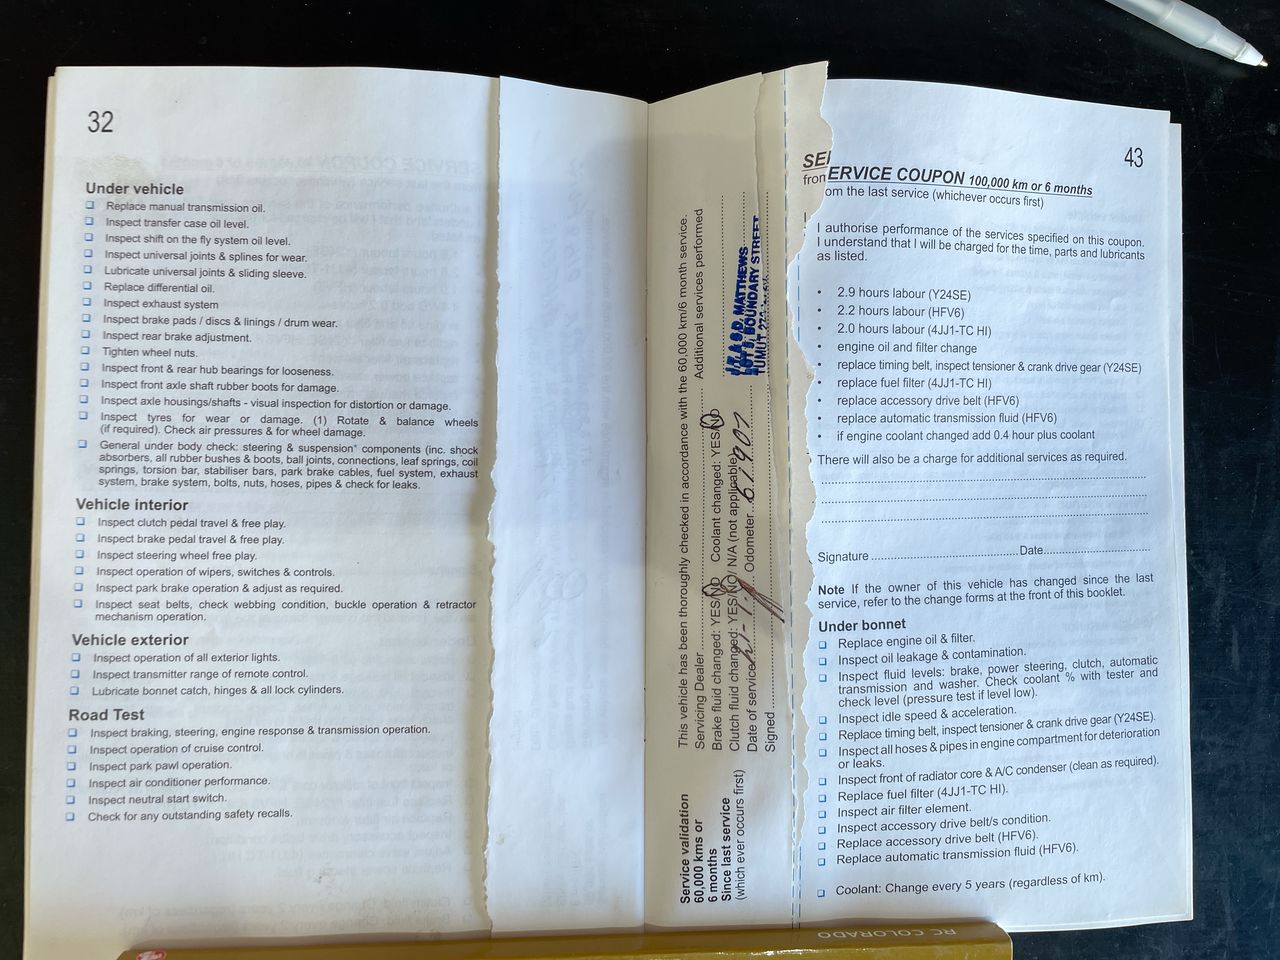 32
Under vehicle
Replace manual transmission oil.
Inspect transfer case oil level.
Inspect shift on the fly system oil level.
Inspect universal joints & splines for wear.
Lubricate universal joints & sliding sleeve.
Replace differential oil.
Inspect exhaust system
Inspect brake pads / discs & linings / drum wear.
Inspect rear brake adjustment.
Tighten wheel nuts.
Inspect front & rear hub bearings for looseness.
Inspect front axle shaft rubber boots for damage.
Inspect axle housings/shafts - visual inspection for distortion or damage.
Inspect tyres for wear or damage. (1) Rotate & balance wheels
(if required). Check air pressures & for wheel damage.
General under body check: steering & suspension components (inc. shock
absorbers, all rubber bushes & boots, ball joints, connections, leaf springs, coil
springs, torsion bar, stabiliser bars, park brake cables, fuel system, exhaust
system, brake system, bolts, nuts, hoses, pipes & check for leaks.
Vehicle interior
Inspect clutch pedal travel & free play.
Inspect brake pedal travel & free play.
Inspect steering wheel free play.
Inspect operation of wipers, switches & controls.
Inspect park brake operation & adjust as required.
Inspect seat belts, check webbing condition, buckle operation & retractor
mechanism operation.
Vehicle exterior
Inspect operation of all exterior lights.
Inspect transmitter range of remote control.
Lubricate bonnet catch, hinges & all lock cylinders.
Road Test
Inspect braking, steering, engine response & transmission operation.
Inspect operation of cruise control.
Inspect park pawl operation.
Inspect air conditioner performance.
Inspect neutral start switch.
Check for any outstanding safety recalls.
Service validation
60,000 kms or
6 months
Since last service
(which ever occurs first)
This vehicle has been thoroughly checked in accordance with the 60,000 km/6 month service.
Servicing Dealer Additional services performed
Brake fluid changed: YES/NO Coolant changed: YES/NO
Clutch fluid changed: YES/NO/ N/A (not applicable)
Date of service Odometer 61907
Signed
S.D. MATTHEWS
BOUNDARY STREET
TUMUT
SE
from
43
ERVICE COUPON 100,000 km or 6 months
om the last service (whichever occurs first)
I authorise performance of the services specified on this coupon.
I understand that I will be charged for the time, parts and lubricants
as listed.
• 2.9 hours labour (Y24SE)
• 2.2 hours labour (HFV6)
• 2.0 hours labour (4JJ1-TC HI)
• engine oil and filter change
• replace timing belt, inspect tensioner & crank drive gear (Y24SE)
• replace fuel filter (4JJ1-TC HI)
• replace accessory drive belt (HFV6)
• replace automatic transmission fluid (HFV6)
• if engine coolant changed add 0.4 hour plus coolant
There will also be a charge for additional services as required.
Signature Date
Note If the owner of this vehicle has changed since the last
service, refer to the change forms at the front of this booklet.
Under bonnet
Replace engine oil & filter.
Inspect oil leakage & contamination.
Inspect fluid levels: brake, power steering, clutch, automatic
transmission and washer. Check coolant % with tester and
check level (pressure test if level low).
Inspect idle speed & acceleration.
Replace timing belt, inspect tensioner & crank drive gear (Y24SE).
Inspect all hoses & pipes in engine compartment for deterioration
or leaks.
Inspect front of radiator core & A/C condenser (clean as required).
Replace fuel filter (4JJ1-TC HI).
Inspect air filter element.
Inspect accessory drive belt/s condition.
Replace accessory drive belt (HFV6).
Replace automatic transmission fluid (HFV6).
Coolant: Change every 5 years (regardless of km).
RC COLORADO